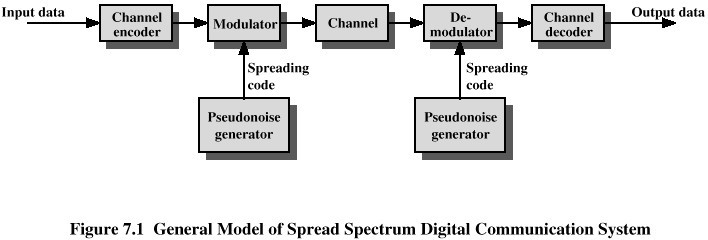 Input data
Channel
encoder
Modulator
Channel
De-
modulator
Channel
decoder
Output data
Spreading
code
Spreading
code
Pseudonoise
generator
Pseudonoise
generator
Figure 7.1 General Model of Spread Spectrum Digital Communication System